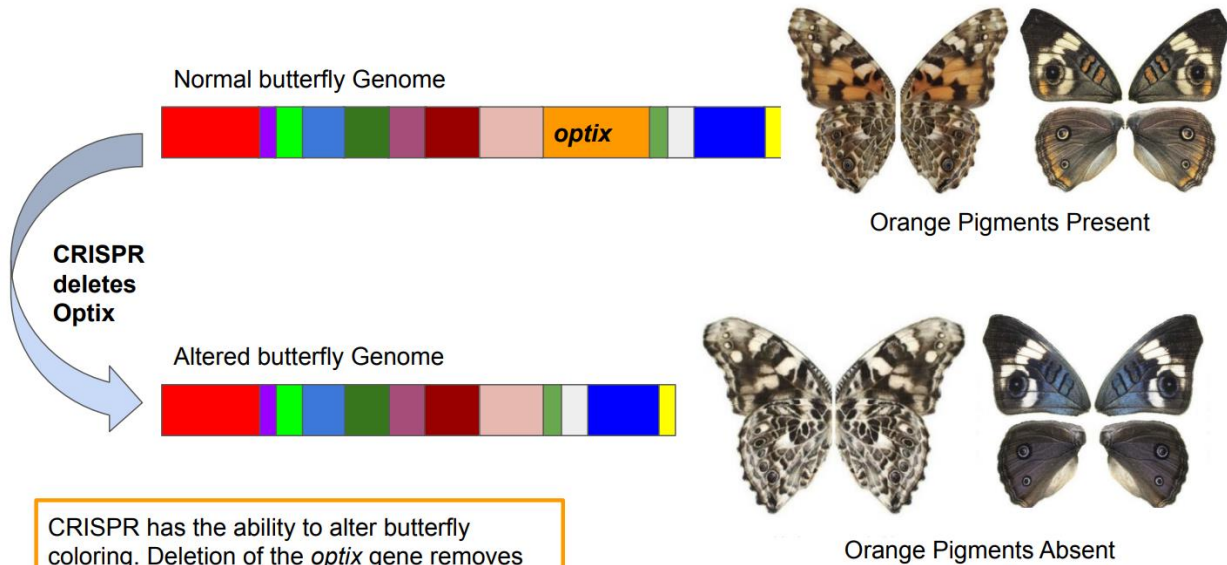 Normal butterfly Genome
optix
Orange Pigments Present
CRISPR
deletes
Optix
Altered butterfly Genome
CRISPR has the ability to alter butterfly
coloring. Deletion of the optix gene removes
Orange Pigments Absent